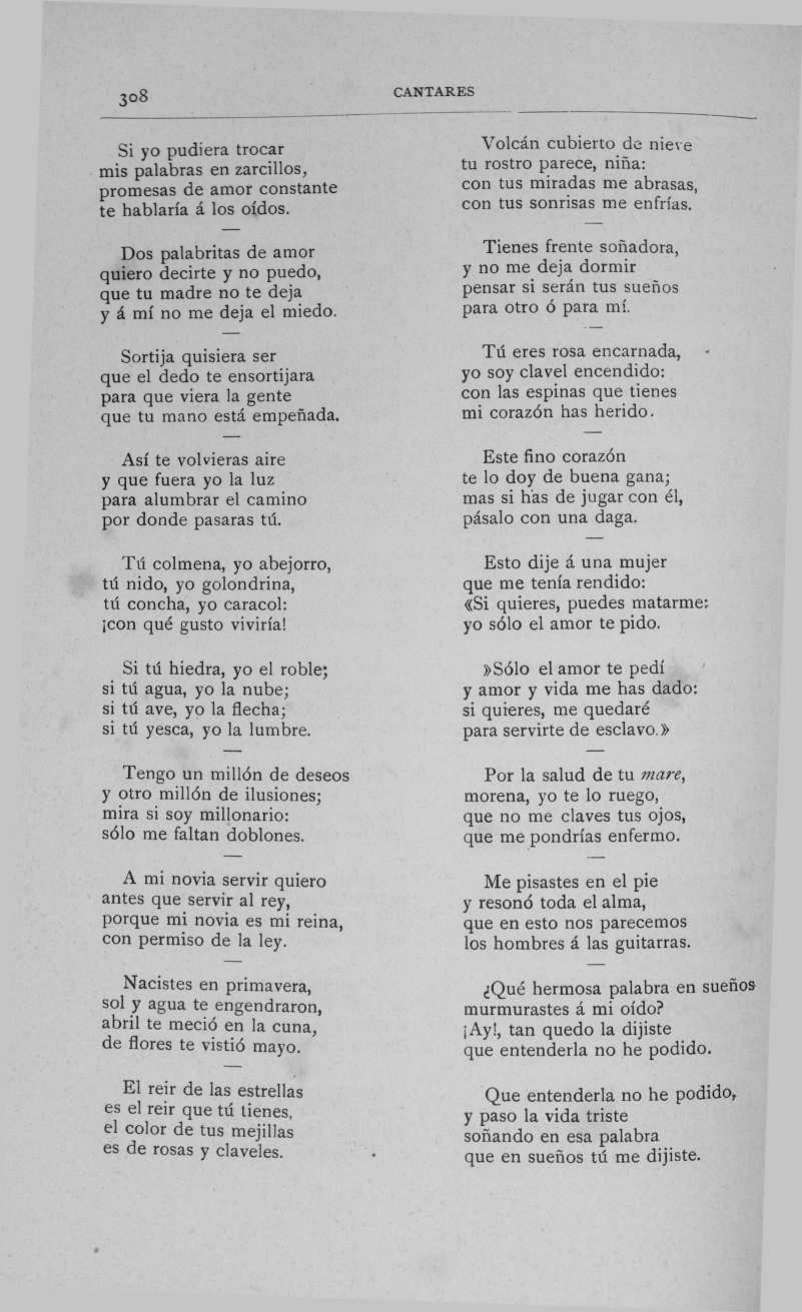 308
CANTARES
Si yo pudiera trocar
mis palabras en zarcillos,
promesas de amor constante
te hablaría á los oídos.
—
Dos palabritas de amor
quiero decirte y no puedo,
que tu madre no te deja
y á mí no me deja el miedo.
—
Sortija quisiera ser
que el dedo te ensortijara
para que viera la gente
que tu mano está empeñada.
—
Así te volvieras aire
y que fuera yo la luz
para alumbrar el camino
por donde pasaras tú.
Tú colmena, yo abejorro,
tú nido, yo golondrina,
tú concha, yo caracol:
¡con qué gusto viviría!
Si tú hiedra, yo el roble;
si tú agua, yo la nube;
si tú ave, yo la flecha;
si tú yesca, yo la lumbre.
—
Tengo un millón de deseos
y otro millón de ilusiones;
mira si soy millonario:
sólo me faltan doblones.
—
A mi novia servir quiero
antes que servir al rey,
porque mi novia es mi reina,
con permiso de la ley.
—
Nacistes en primavera,
sol y agua te engendraron,
abril te meció en la cuna,
de flores te vistió mayo.
—
El reir de las estrellas
es el reir que tú tienes,
el color de tus mejillas
es de rosas y claveles.
Volcán cubierto de nieve
tu rostro parece, niña:
con tus miradas me abrasas,
con tus sonrisas me enfrías.
—
Tienes frente soñadora,
y no me deja dormir
pensar si serán tus sueños
para otro ó para mí.
—
Tú eres rosa encarnada,
yo soy clavel encendido:
con las espinas que tienes
mi corazón has herido.
—
Este fino corazón
te lo doy de buena gana;
mas si has de jugar con él,
pásalo con una daga.
—
Esto dije á una mujer
que me tenía rendido:
«Si quieres, puedes matarme:
yo sólo el amor te pido.
»Sólo el amor te pedí
y amor y vida me has dado:
si quieres, me quedaré
para servirte de esclavo.»
—
Por la salud de tu mare,
morena, yo te lo ruego,
que no me claves tus ojos,
que me pondrías enfermo.
—
Me pisastes en el pie
y resonó toda el alma,
que en esto nos parecemos
los hombres á las guitarras.
—
¿Qué hermosa palabra en sueños
murmurastes á mi oído?
¡Ay!, tan quedo la dijiste
que entenderla no he podido.
Que entenderla no he podido,
y paso la vida triste
soñando en esa palabra
que en sueños tú me dijiste.